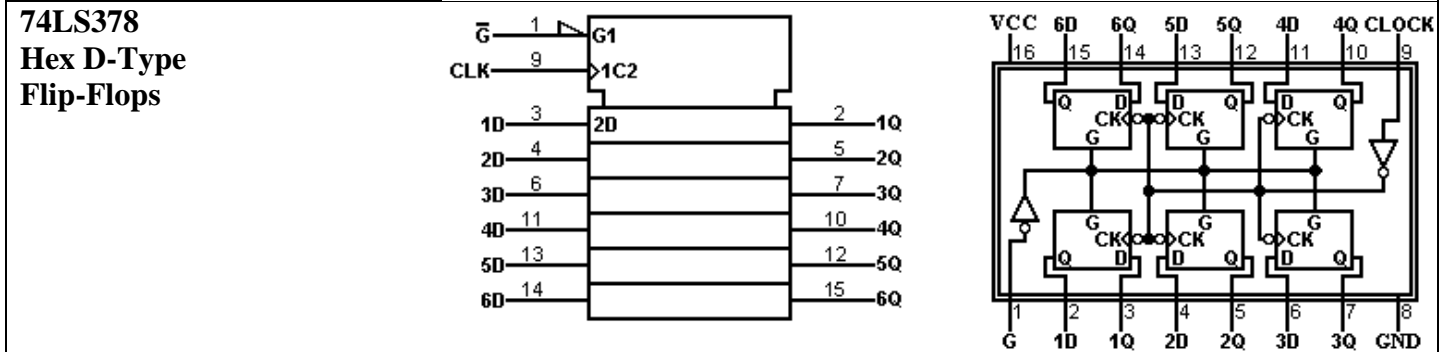 74LS378
Hex D-Type
Flip-Flops
G 1 G1
CLK 9 1C2
1D 3 2D 2 1Q
2D 4 5 2Q
3D 6 7 3Q
4D 11 10 4Q
5D 13 12 5Q
6D 14 15 6Q
VCC 6D 6Q 5D 5Q 4D 4Q CLOCK
16 15 14 13 12 11 10 9
Q D D Q D Q
CK CK CK
G G G
G G G
CK CK CK
Q D D Q D Q
1 2 3 4 5 6 7 8
G 1D 1Q 2D 2Q 3D 3Q GND